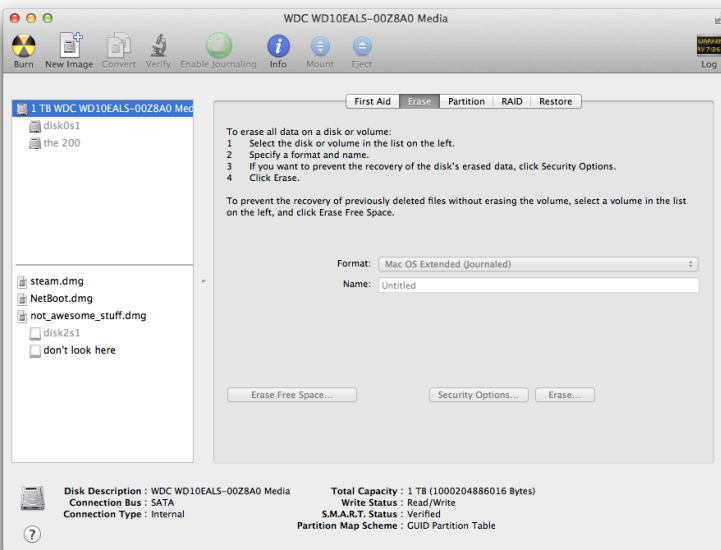 WDC WD10EALS-00Z8A0 Media
Burn New Image Convert Verify Enable Journaling Info Mount Eject Log
1 TB WDC WD10EALS-00Z8A0 Med
disk0s1
the 200
steam.dmg
NetBoot.dmg
not_awesome_stuff.dmg
disk2s1
don't look here
First Aid Erase Partition RAID Restore
To erase all data on a disk or volume:
1 Select the disk or volume in the list on the left.
2 Specify a format and name.
3 If you want to prevent the recovery of the disk's erased data, click Security Options.
4 Click Erase.
To prevent the recovery of previously deleted files without erasing the volume, select a volume in the list
on the left, and click Erase Free Space.
Format: Mac OS Extended (Journaled)
Name: Untitled
Erase Free Space... Security Options... Erase...
Disk Description : WDC WD10EALS-00Z8A0 Media Total Capacity : 1 TB (1000204886016 Bytes)
Connection Bus : SATA Write Status : Read/Write
Connection Type : Internal S.M.A.R.T. Status : Verified
Partition Map Scheme : GUID Partition Table
?